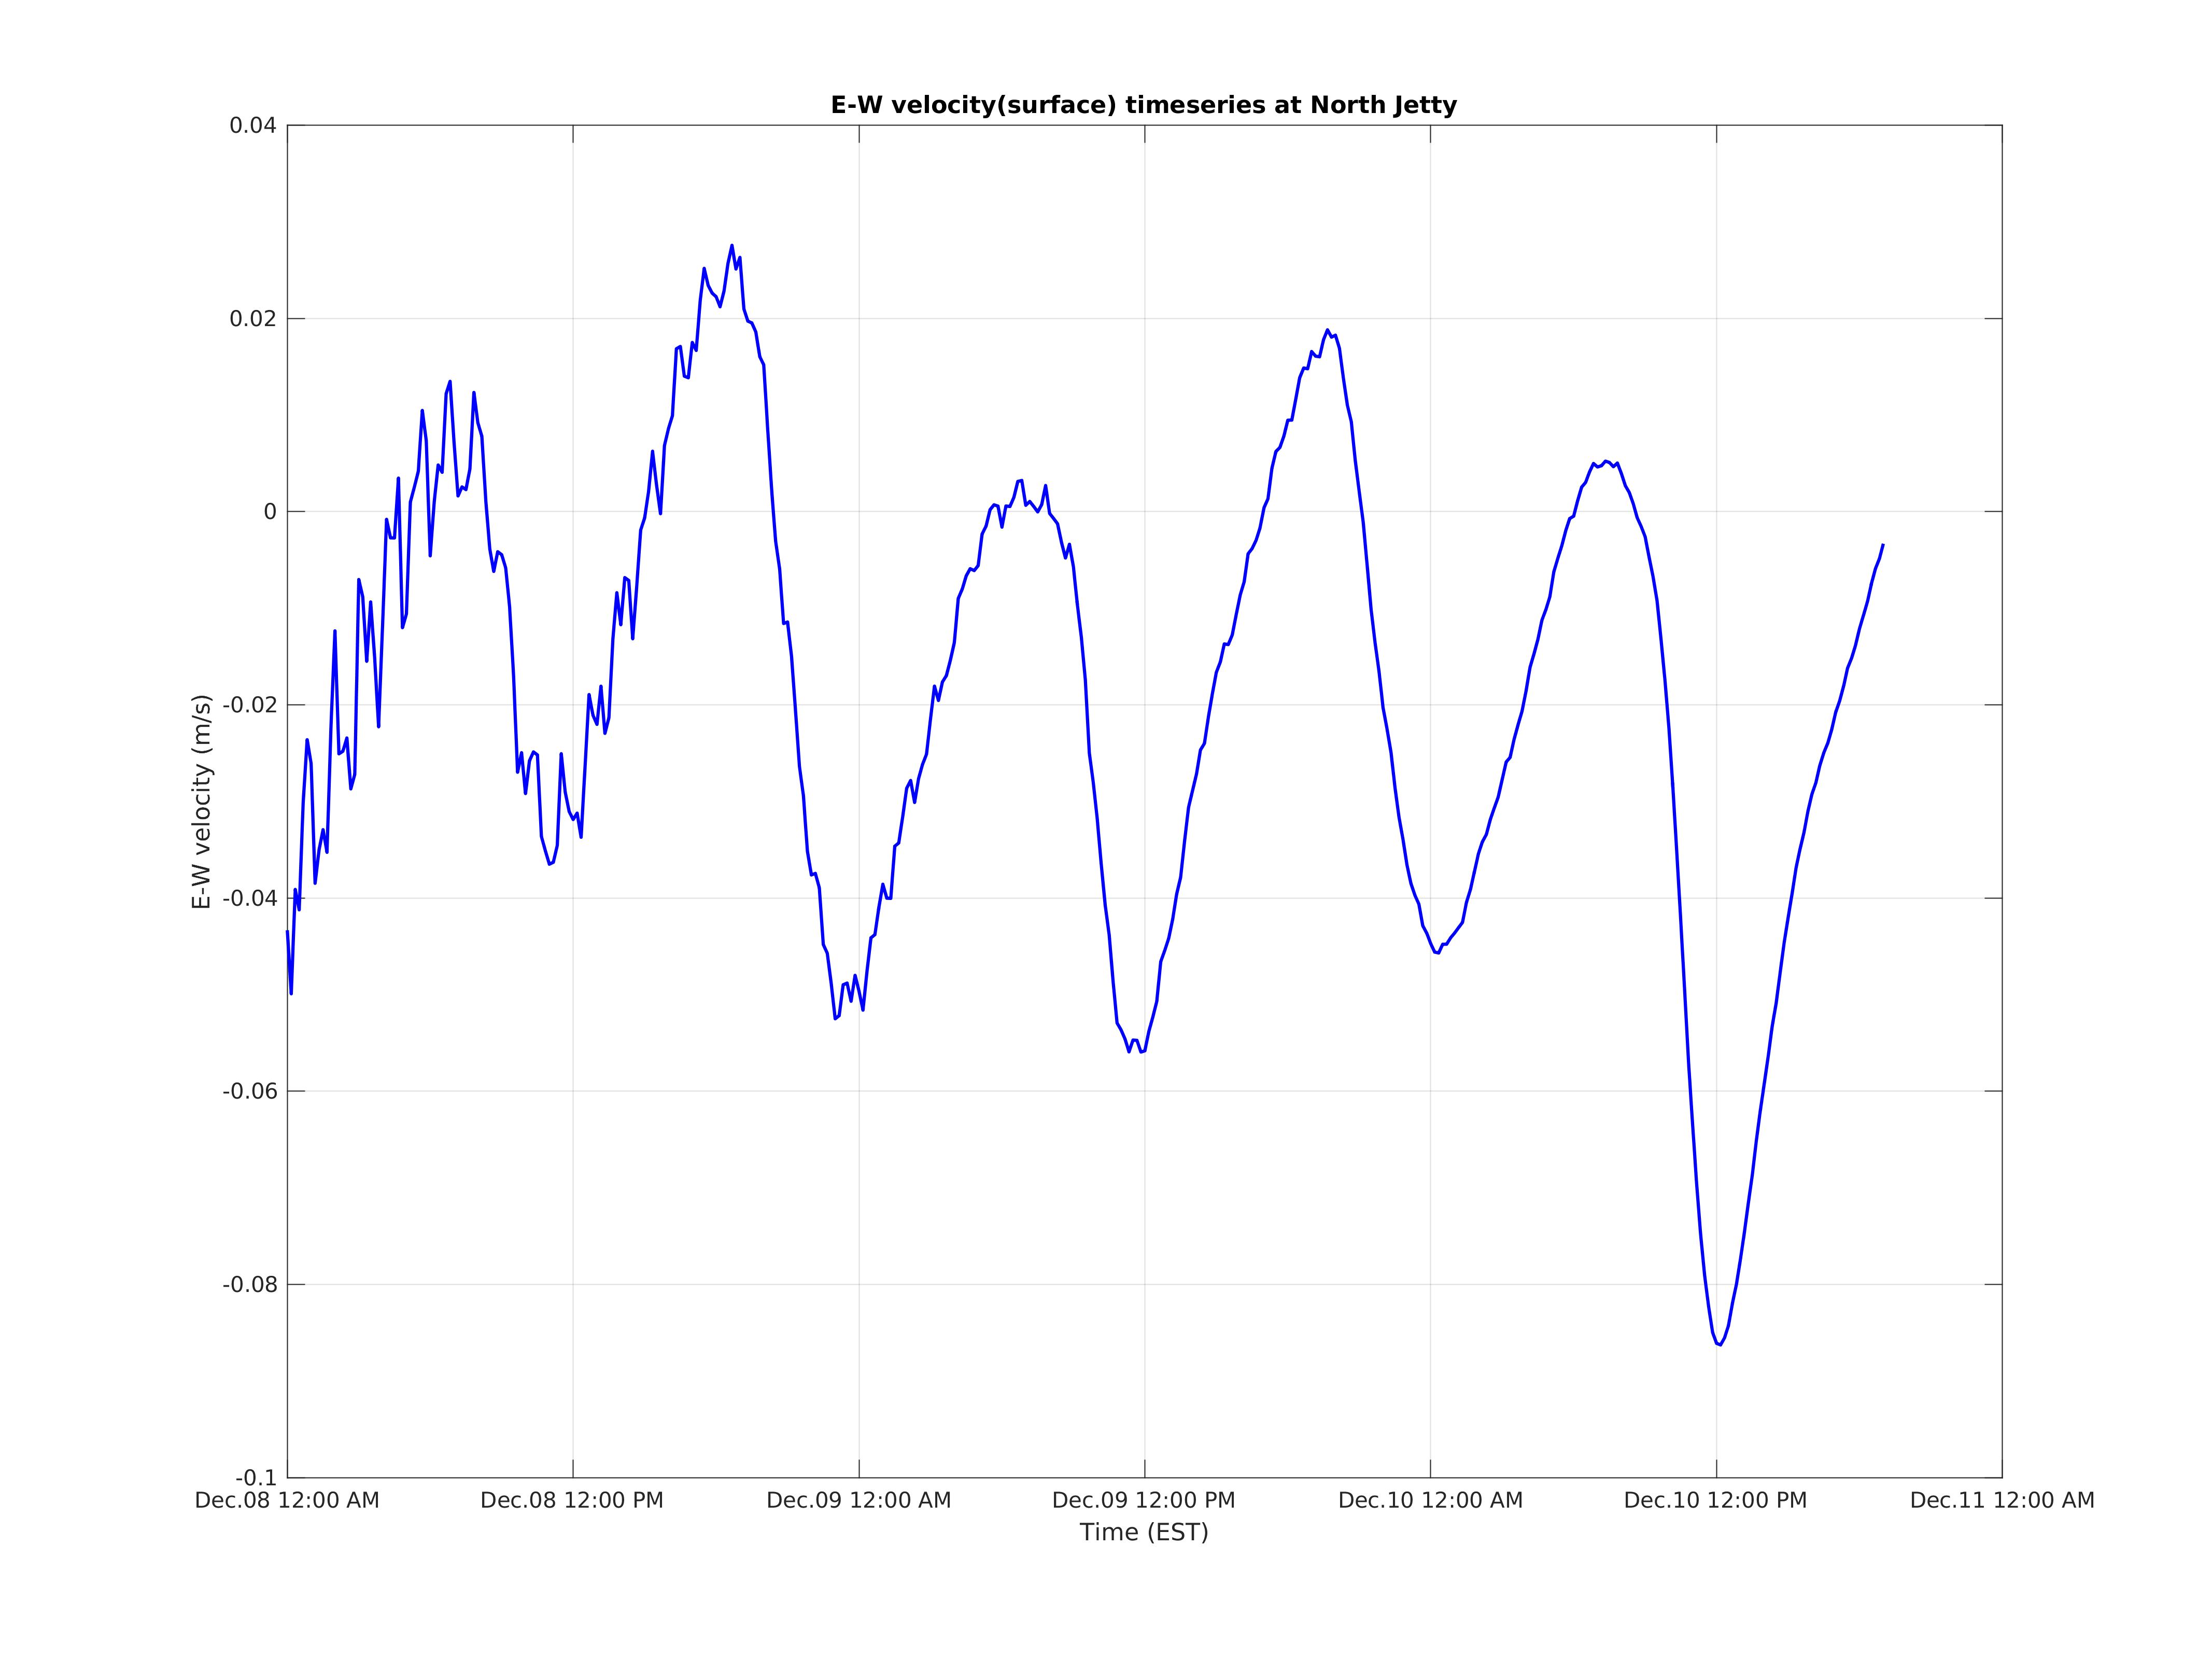 E-W velocity(surface) timeseries at North Jetty
0.04
0.02
0
-0.02
-0.04
-0.06
-0.08
-0.1
E-W velocity (m/s)
Dec.08 12:00 AM Dec.08 12:00 PM Dec.09 12:00 AM Dec.09 12:00 PM Dec.10 12:00 AM Dec.10 12:00 PM Dec.11 12:00 AM
Time (EST)